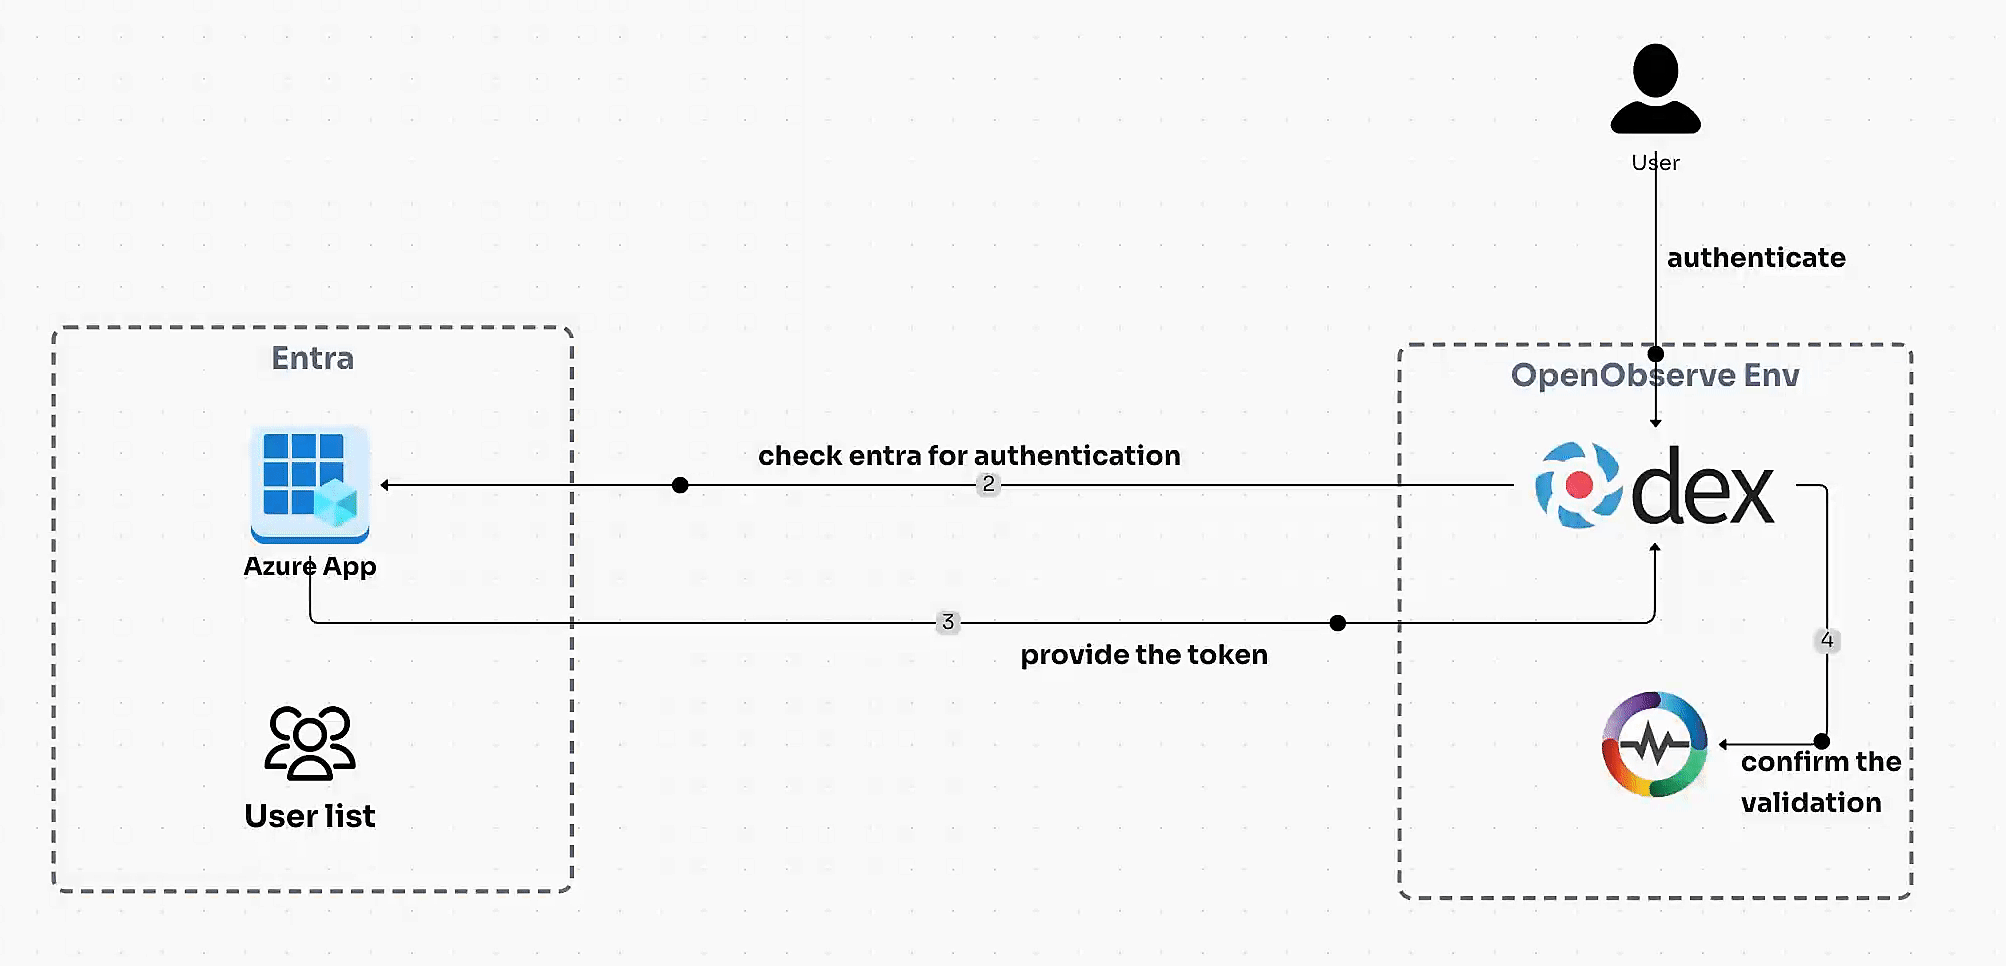 User
authenticate
Entra
OpenObserve Env
check entra for authentication
2
dex
Azure App
3
provide the token
4
confirm the
validation
User list